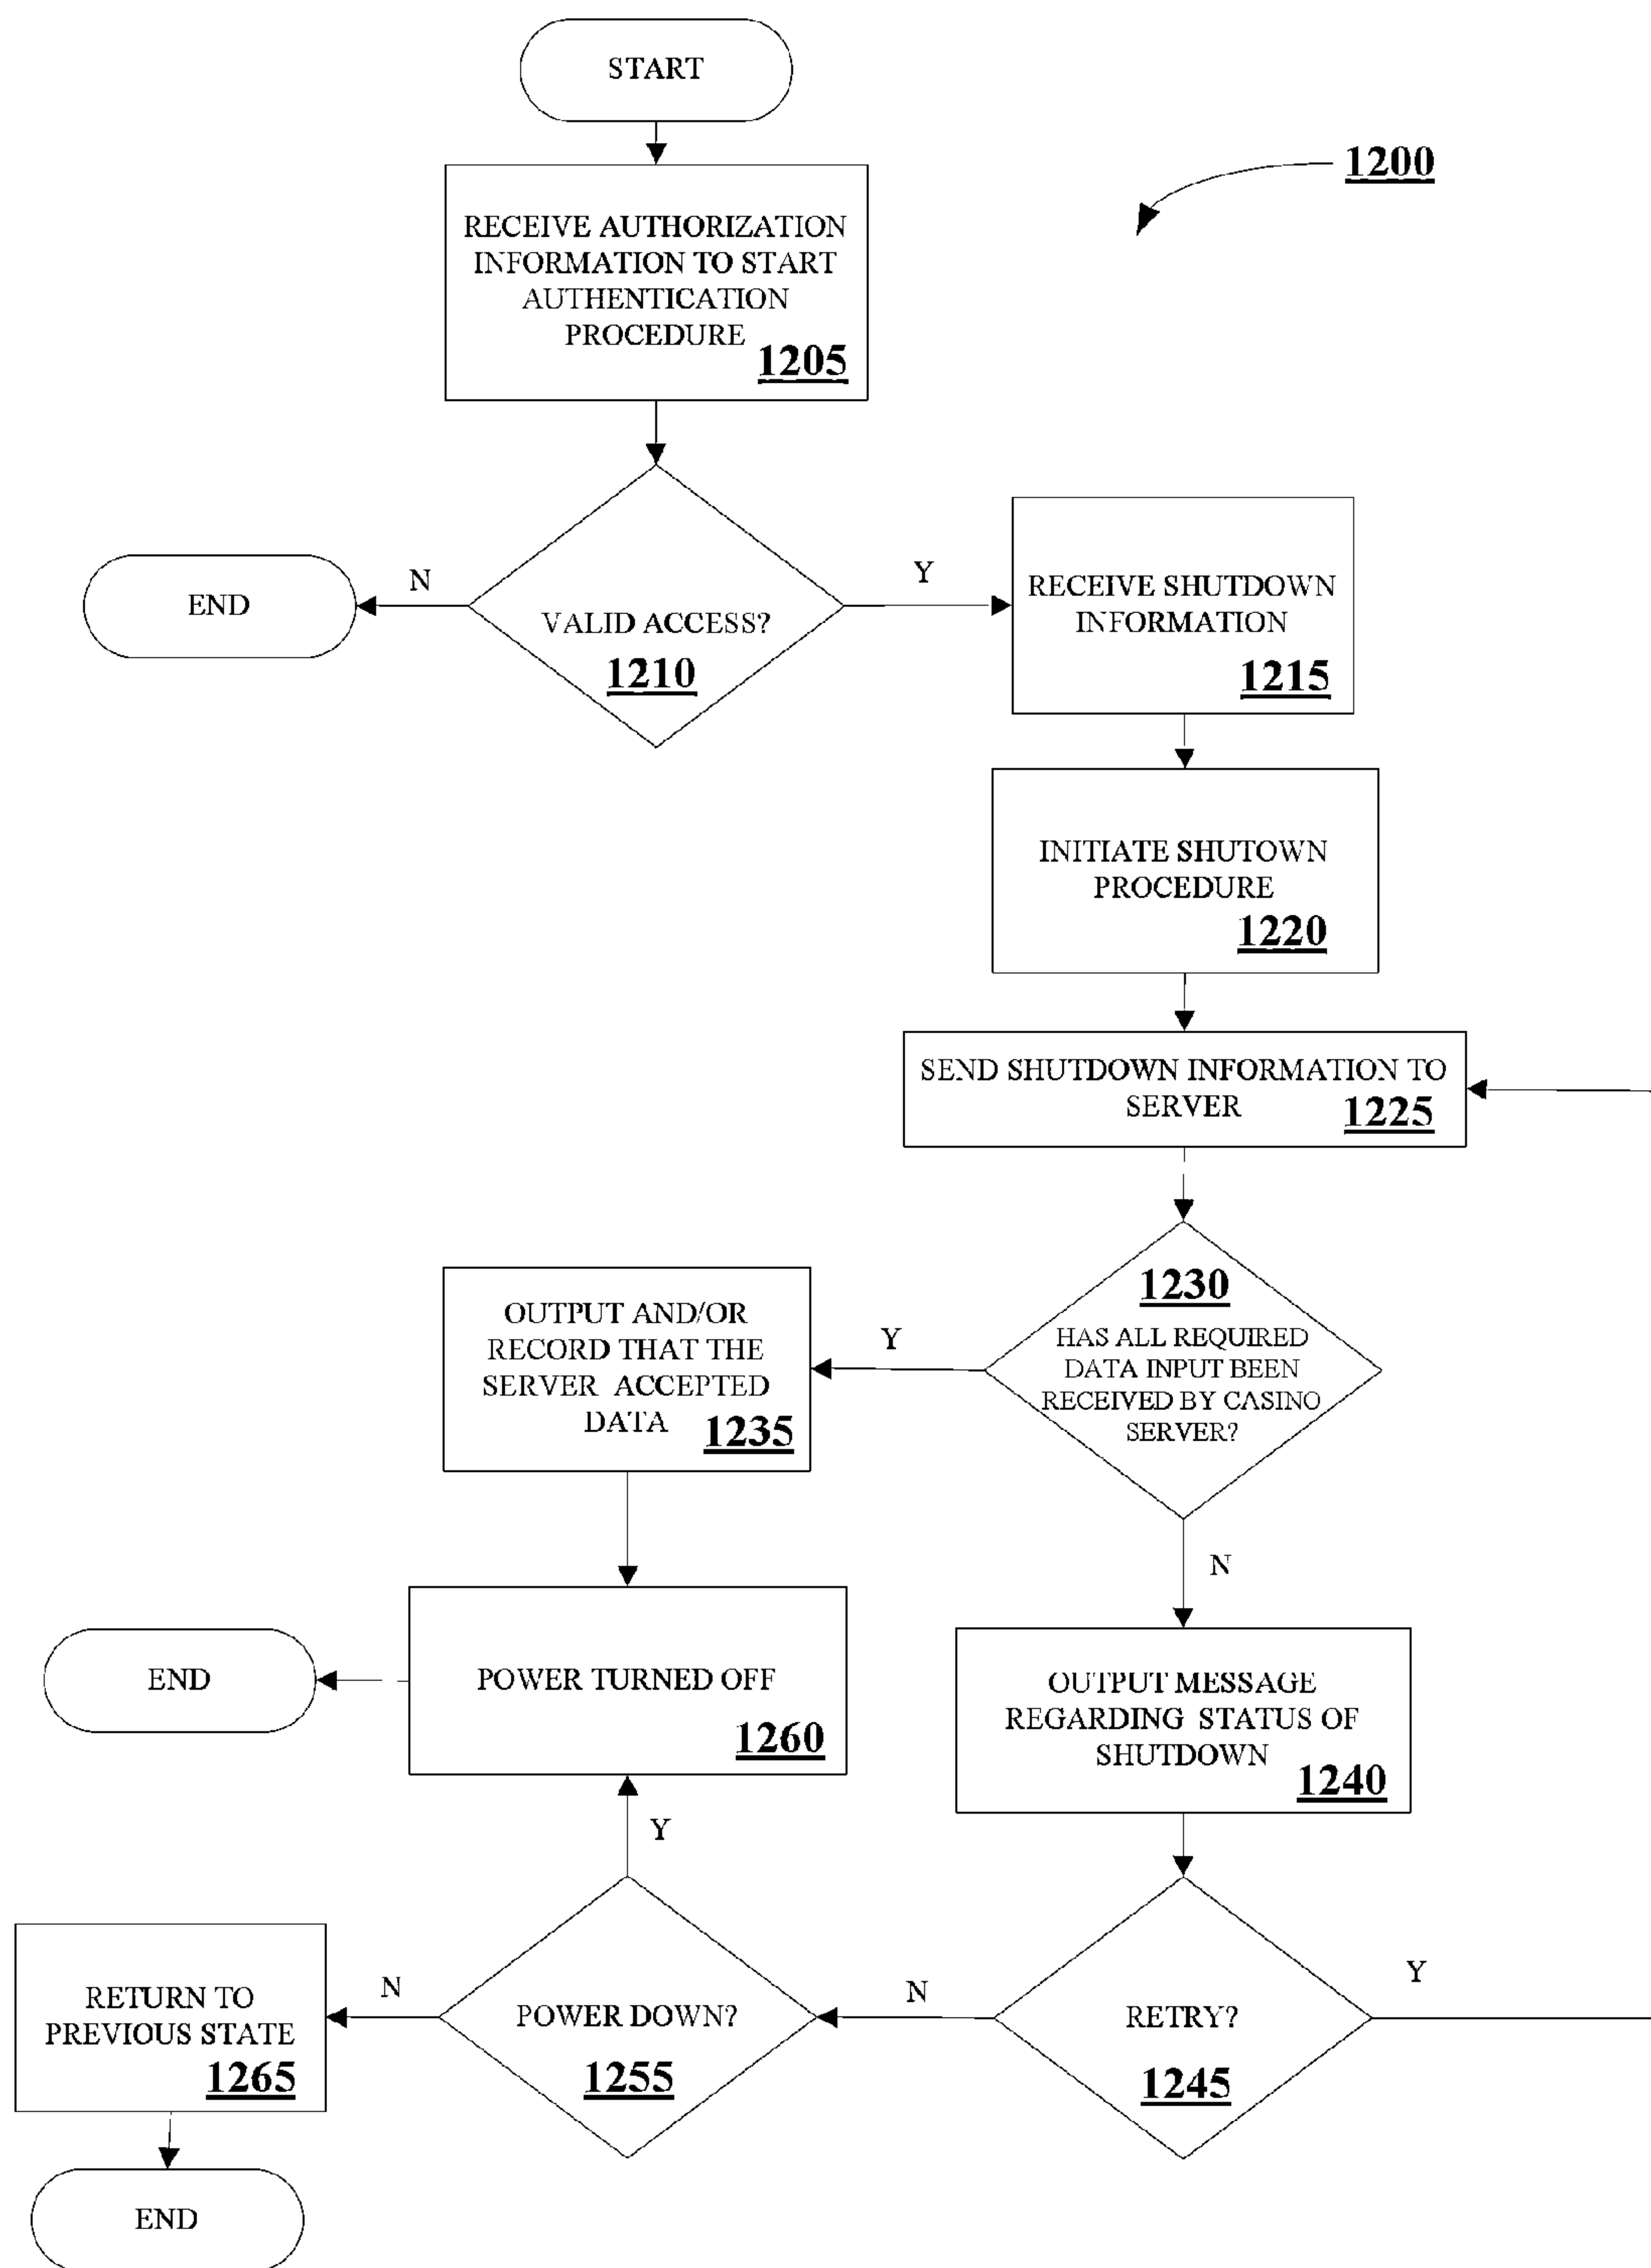 START
1200
RECEIVE AUTHORIZATION
INFORMATION TO START
AUTHENTICATION
PROCEDURE
1205
VALID ACCESS?
1210
N
END
Y
RECEIVE SHUTDOWN
INFORMATION
1215
INITIATE SHUTOWN
PROCEDURE
1220
SEND SHUTDOWN INFORMATION TO
SERVER
1225
1230
HAS ALL REQUIRED
DATA INPUT BEEN
RECEIVED BY CASINO
SERVER?
Y
OUTPUT AND/OR
RECORD THAT THE
SERVER ACCEPTED
DATA
1235
N
POWER TURNED OFF
1260
END
OUTPUT MESSAGE
REGARDING STATUS OF
SHUTDOWN
1240
Y
RETRY?
1245
Y
N
POWER DOWN?
1255
N
RETURN TO
PREVIOUS STATE
1265
END